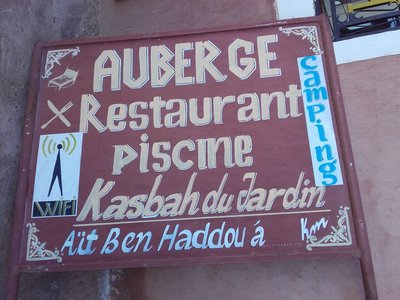 AUBERGE
Restaurant
piscine
Kasbah du Jardin
Aït Ben Haddou á ........ Km
camping
WIFI